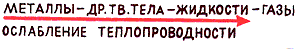 МЕТАЛЛЫ-ДР.ТВ.ТЕЛА-ЖИДКОСТИ-ГАЗЫ
ОСЛАБЛЕНИЕ ТЕПЛОПРОВОДНОСТИ